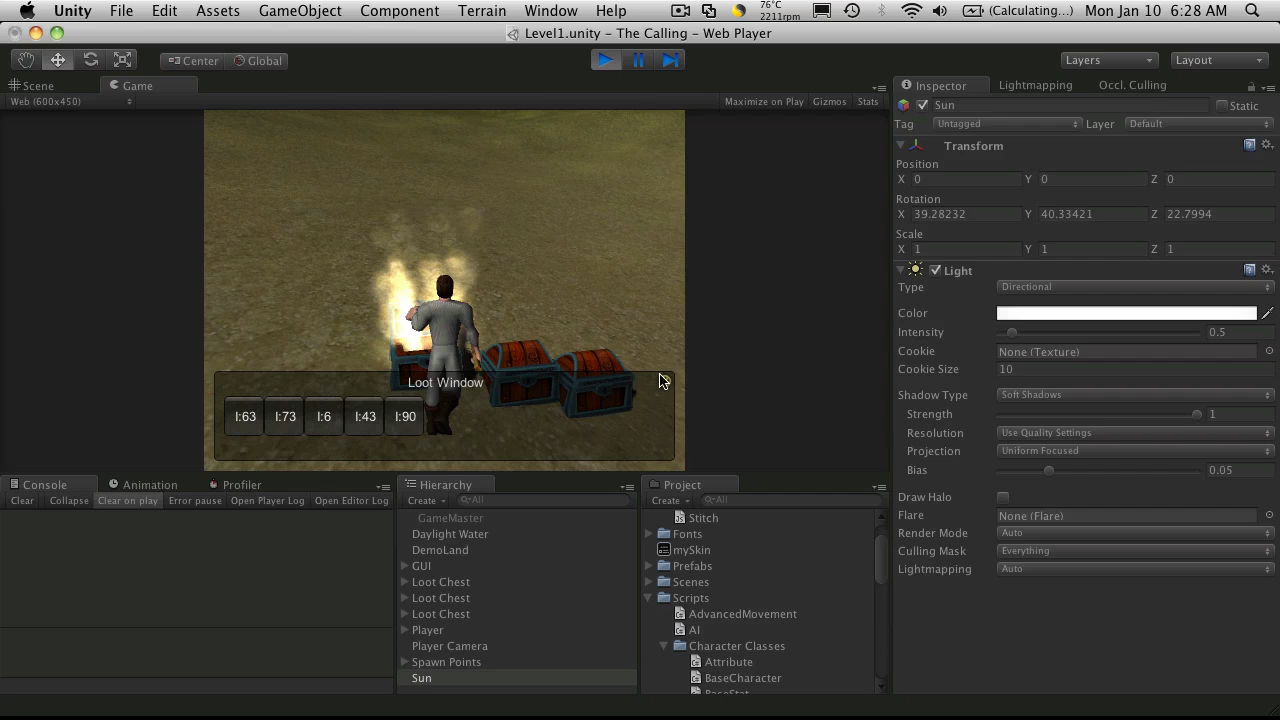 Unity File Edit Assets GameObject Component Terrain Window Help 76°C 2211rpm (Calculating...) Mon Jan 10 6:28 AM
Level1.unity – The Calling – Web Player
Center Global Layers Layout
Scene Game
Web (600x450) Maximize on Play Gizmos Stats
Loot Window
I:63 I:73 I:6 I:43 I:90
Inspector Lightmapping Occl. Culling
Sun Static
Tag Untagged Layer Default
Transform
Position
X 0 Y 0 Z 0
Rotation
X 39.28232 Y 40.33421 Z 22.7994
Scale
X 1 Y 1 Z 1
Light
Type Directional
Color
Intensity 0.5
Cookie None (Texture)
Cookie Size 10
Shadow Type Soft Shadows
Strength 1
Resolution Use Quality Settings
Projection Uniform Focused
Bias 0.05
Draw Halo
Flare None (Flare)
Render Mode Auto
Culling Mask Everything
Lightmapping Auto
Console Animation Profiler
Clear Collapse Clear on play Error pause Open Player Log Open Editor Log
Hierarchy
Create All
GameMaster
Daylight Water
DemoLand
GUI
Loot Chest
Loot Chest
Loot Chest
Player
Player Camera
Spawn Points
Sun
Project
Create All
Stitch
Fonts
mySkin
Prefabs
Scenes
Scripts
AdvancedMovement
AI
Character Classes
Attribute
BaseCharacter
BaseStat